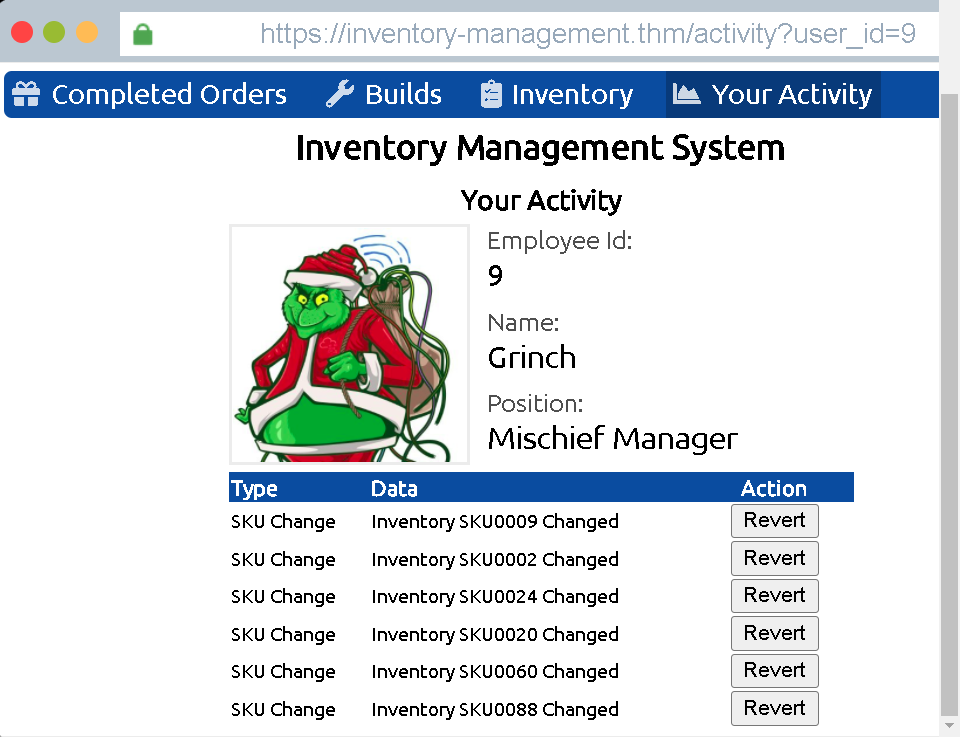 https://inventory-management.thm/activity?user_id=9
Completed Orders Builds Inventory Your Activity
Inventory Management System
Your Activity
Employee Id:
9
Name:
Grinch
Position:
Mischief Manager
Type Data Action
SKU Change Inventory SKU0009 Changed Revert
SKU Change Inventory SKU0002 Changed Revert
SKU Change Inventory SKU0024 Changed Revert
SKU Change Inventory SKU0020 Changed Revert
SKU Change Inventory SKU0060 Changed Revert
SKU Change Inventory SKU0088 Changed Revert